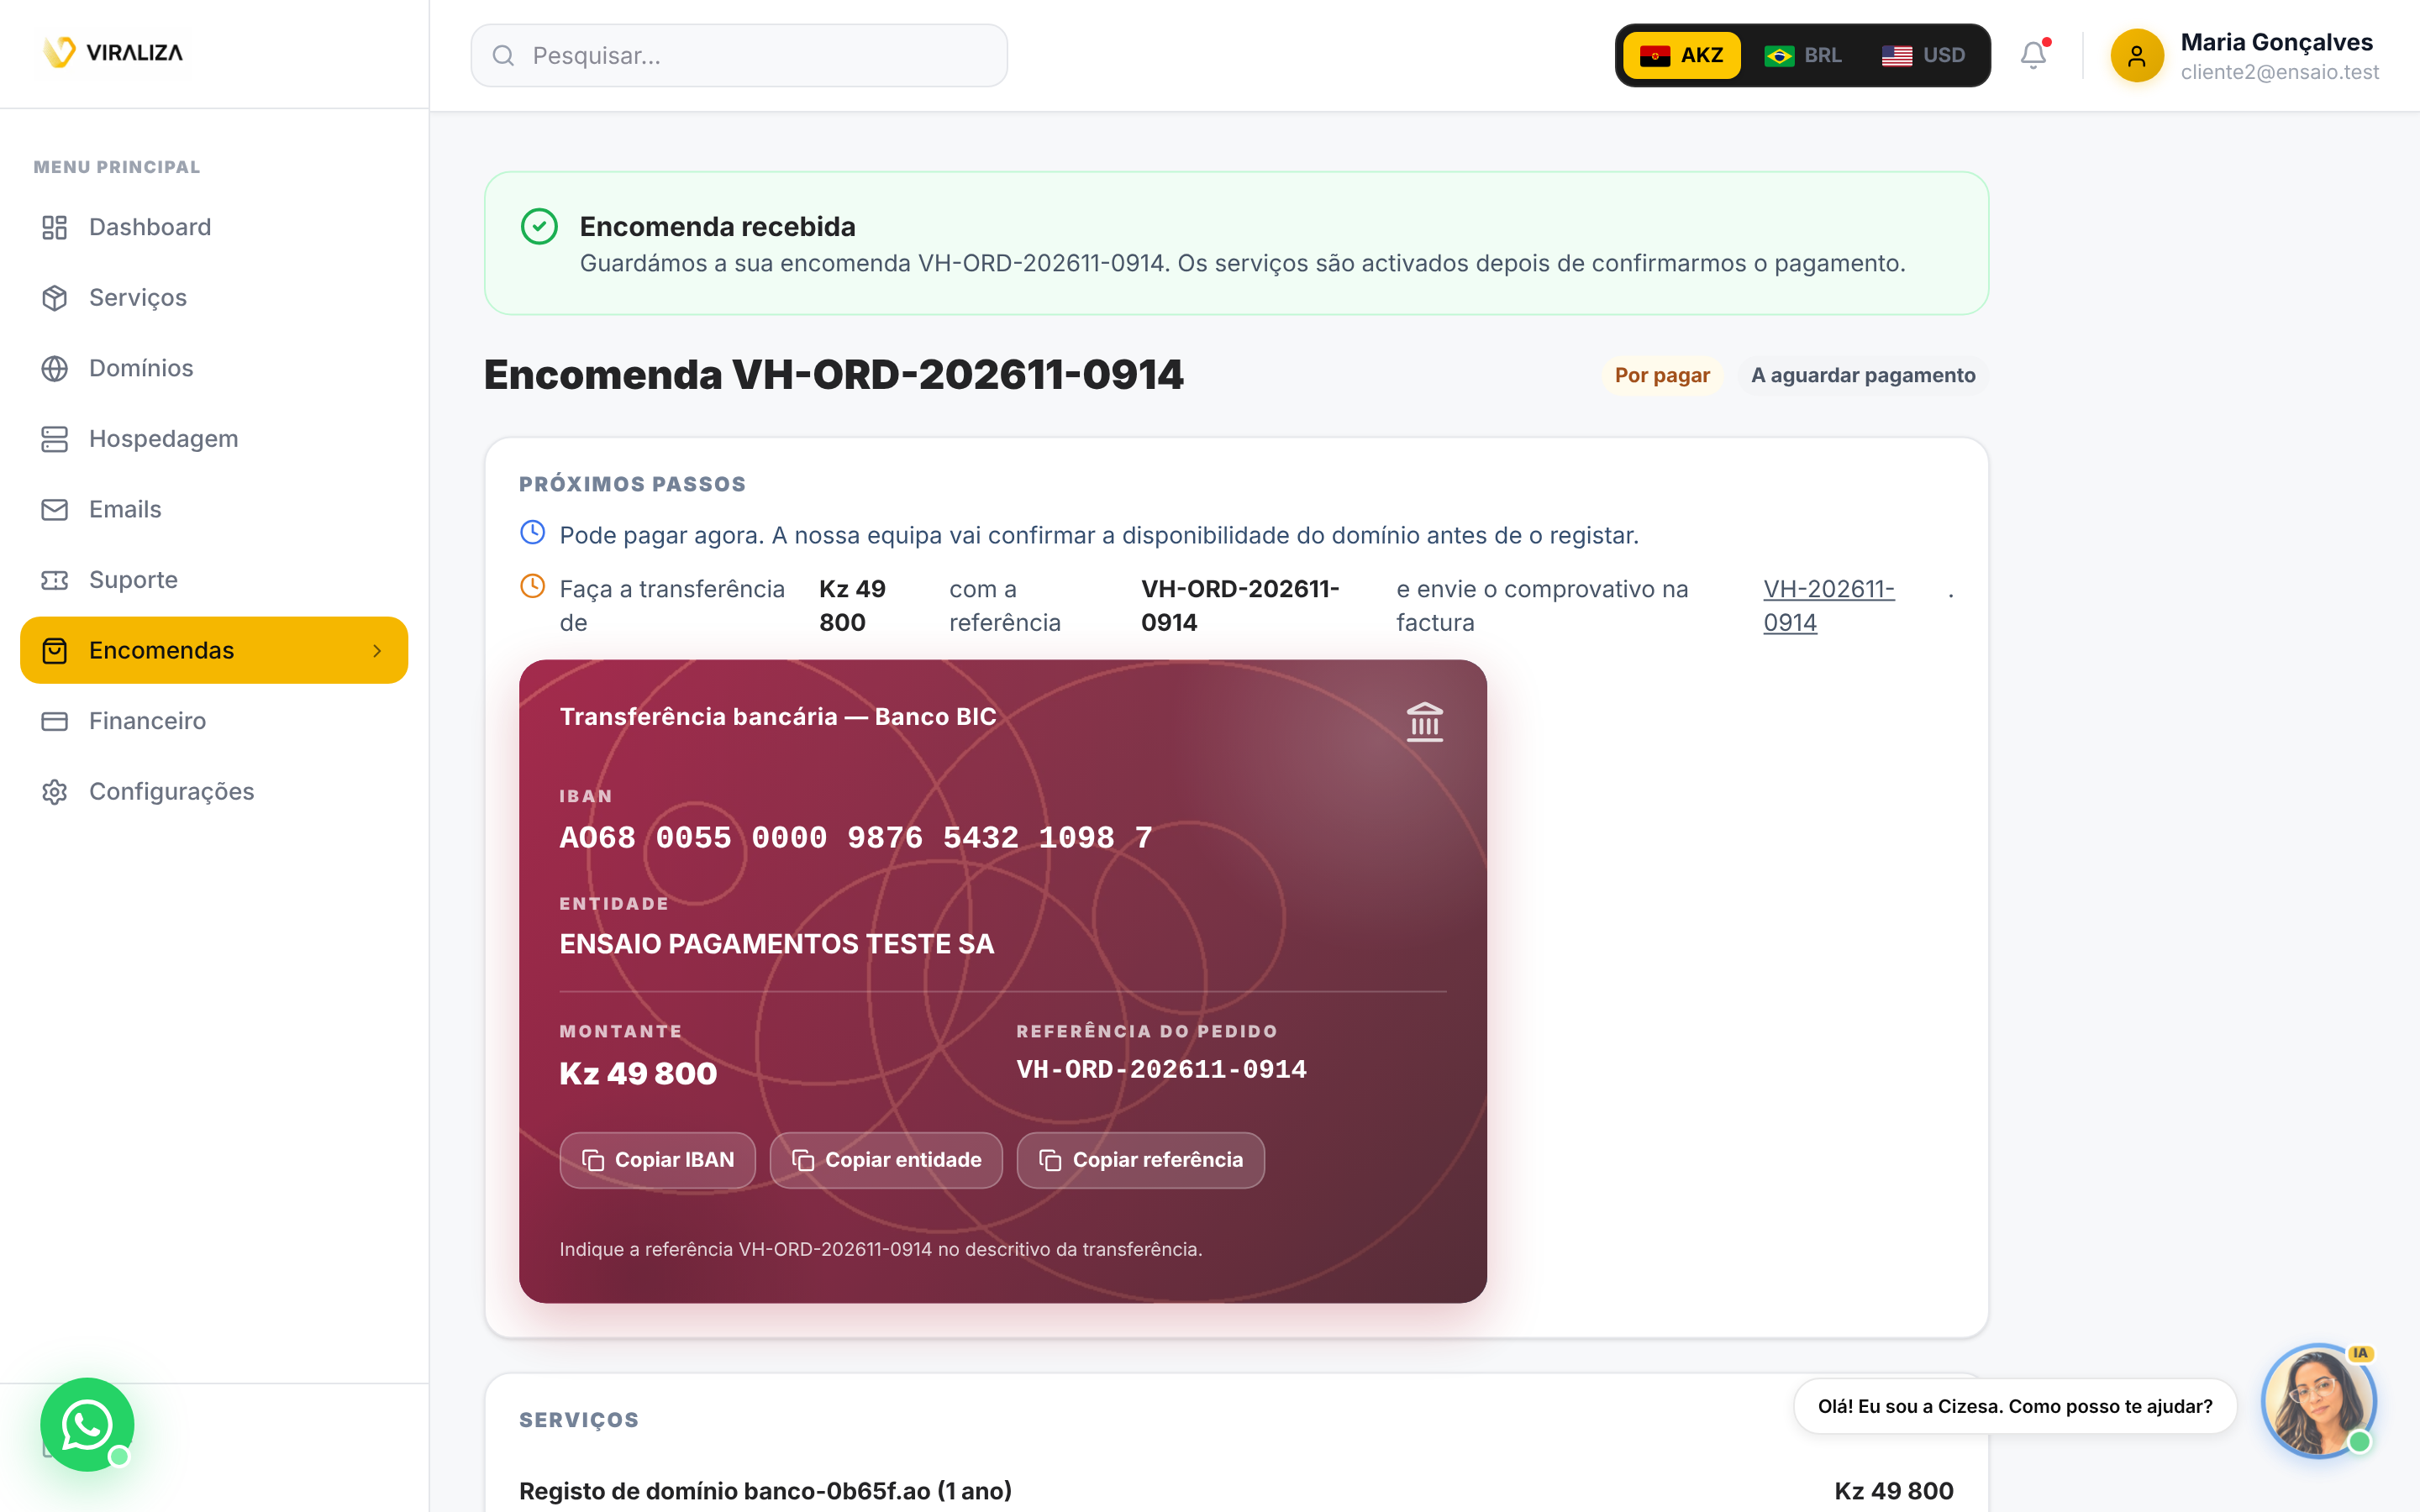 VIRALIZA
Pesquisar...
AKZ
BRL
USD
Maria Gonçalves
cliente2@ensaio.test
MENU PRINCIPAL
Dashboard
Serviços
Domínios
Hospedagem
Emails
Suporte
Encomendas
Financeiro
Configurações
Encomenda recebida
Guardámos a sua encomenda VH-ORD-202611-0914. Os serviços são activados depois de confirmarmos o pagamento.
Encomenda VH-ORD-202611-0914
Por pagar
A aguardar pagamento
PRÓXIMOS PASSOS
Pode pagar agora. A nossa equipa vai confirmar a disponibilidade do domínio antes de o registar.
Faça a transferência de Kz 49 800 com a referência VH-ORD-202611-0914 e envie o comprovativo na factura VH-202611-0914 .
Transferência bancária — Banco BIC
IBAN
AO68 0055 0000 9876 5432 1098 7
ENTIDADE
ENSAIO PAGAMENTOS TESTE SA
MONTANTE
Kz 49 800
REFERÊNCIA DO PEDIDO
VH-ORD-202611-0914
Copiar IBAN
Copiar entidade
Copiar referência
Indique a referência VH-ORD-202611-0914 no descritivo da transferência.
SERVIÇOS
Registo de domínio banco-0b65f.ao (1 ano)
Kz 49 800
IA
Olá! Eu sou a Cizesa. Como posso te ajudar?